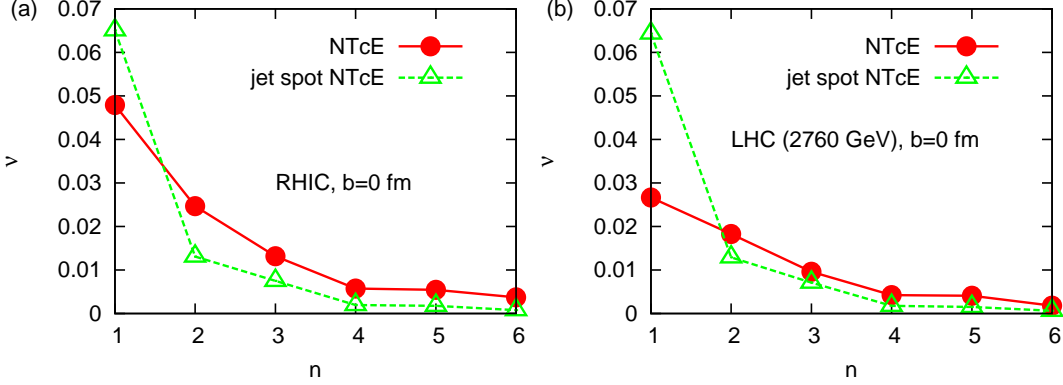 (a)
0.07
0.06
0.05
0.04
0.03
0.02
0.01
0
ν
NTcE
jet spot NTcE
RHIC, b=0 fm
1 2 3 4 5 6
n
(b)
0.07
0.06
0.05
0.04
0.03
0.02
0.01
0
ν
NTcE
jet spot NTcE
LHC (2760 GeV), b=0 fm
1 2 3 4 5 6
n